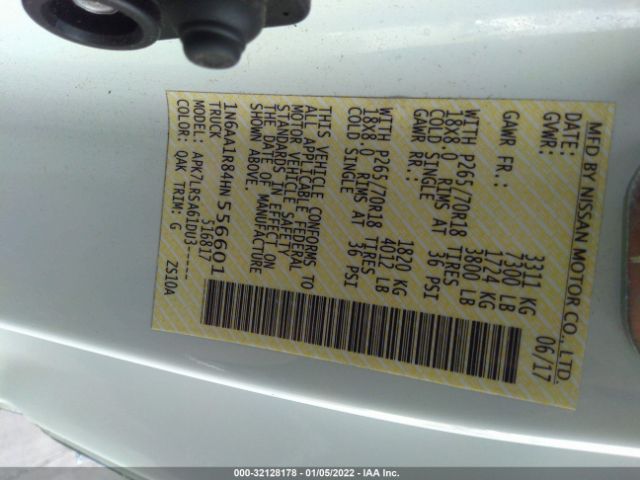 MFD BY NISSAN MOTOR CO., LTD.
DATE: 06/17
GVWR: 3311 KG
7300 LB
GAWR FR.: 1724 KG
3800 LB
WITH P265/70R18 TIRES
18X8.0 RIMS AT 36 PSI
COLD SINGLE
GAWR RR.: 1820 KG
4012 LB
WITH P265/70R18 TIRES
18X8.0 RIMS AT 36 PSI
COLD SINGLE
THIS VEHICLE CONFORMS TO
ALL APPLICABLE FEDERAL
MOTOR VEHICLE SAFETY
STANDARDS IN EFFECT ON
THE DATE OF MANUFACTURE
SHOWN ABOVE.
1N6AA1R84HN556601
TRUCK 516817
MODEL: APK7LRSA61DU3-----
COLOR: QAK TRIM: G ZS10A
000-32128178 - 01/05/2022 - IAA Inc.